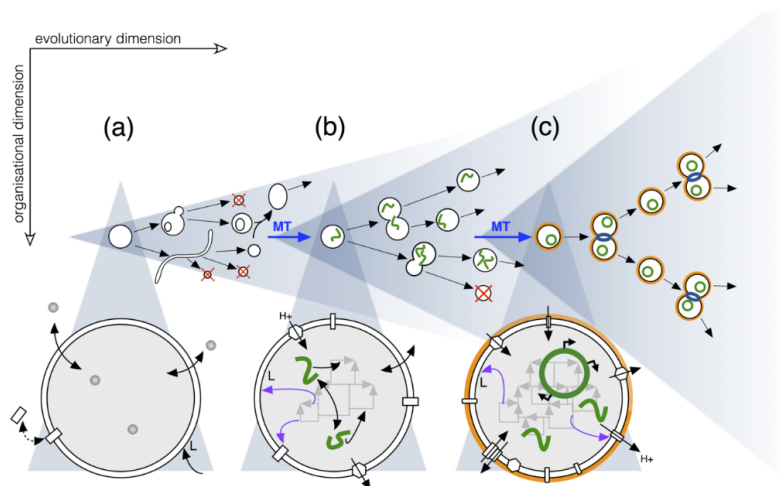 evolutionary dimension
organisational dimension
(a)
(b)
(c)
MT
MT
H+
L
L
L
H+